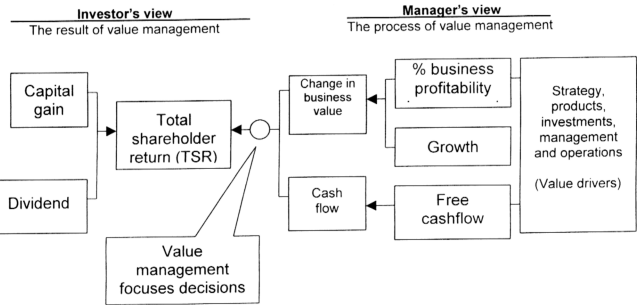 Investor's view
The result of value management
Manager's view
The process of value management
Capital
gain
Dividend
Total
shareholder
return (TSR)
Value
management
focuses decisions
Change in
business
value
Cash
flow
% business
profitability
Growth
Free
cashflow
Strategy,
products,
investments,
management
and operations
(Value drivers)